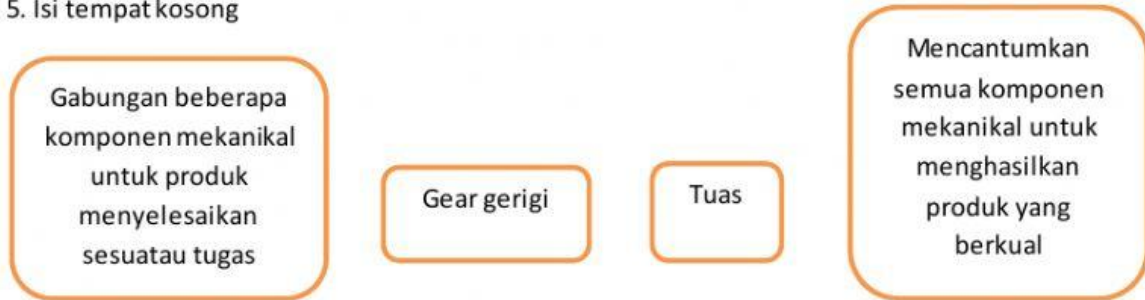 5. Isi tempat kosong
Gabungan beberapa
komponen mekanikal
untuk produk
menyelesaikan
sesuatau tugas
Gear gerigi
Tuas
Mencantumkan
semua komponen
mekanikal untuk
menghasilkan
produk yang
berkual